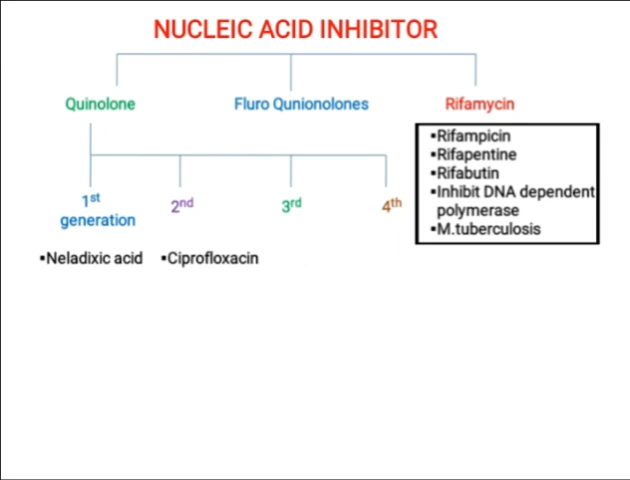 NUCLEIC ACID INHIBITOR
Quinolone
Fluro Qunionolones
Rifamycin
▪Rifampicin
▪Rifapentine
▪Rifabutin
▪Inhibit DNA dependent
polymerase
▪M.tuberculosis
1st
generation
2nd
3rd
4th
▪Neladixic acid
▪Ciprofloxacin